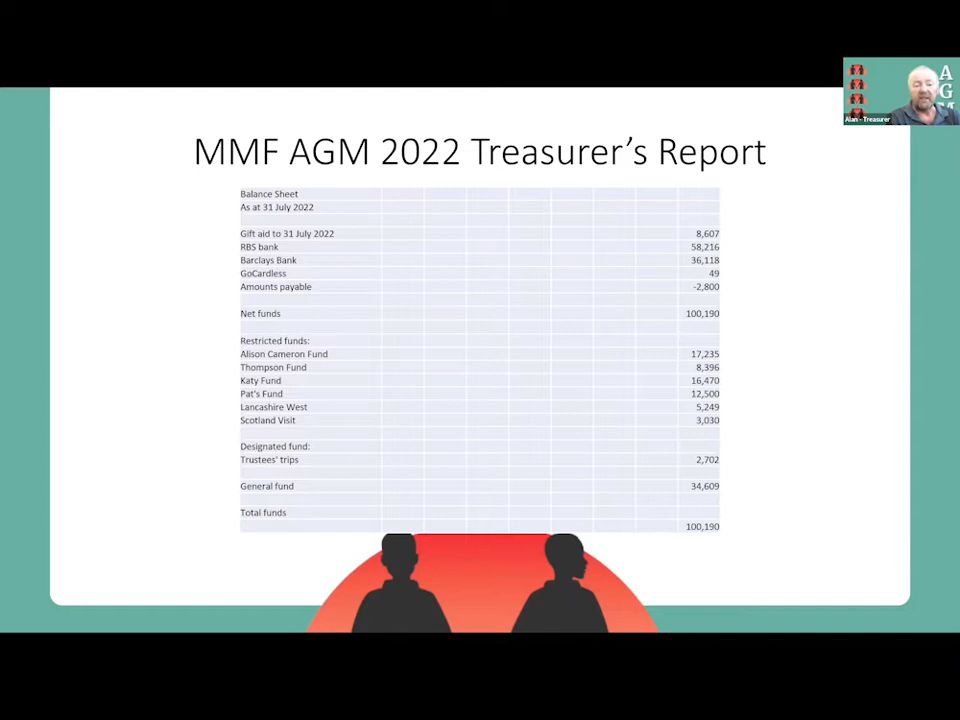 MMF AGM 2022 Treasurer's Report
Balance Sheet
As at 31 July 2022
Gift aid to 31 July 2022 8,607
RBS bank 58,216
Barclays Bank 36,118
GoCardless 49
Amounts payable -2,800
Net funds 100,190
Restricted funds:
Alison Cameron Fund 17,235
Thompson Fund 8,396
Katy Fund 16,470
Pat's Fund 12,500
Lancashire West 5,249
Scotland Visit 3,030
Designated fund:
Trustees' trips 2,702
General fund 34,609
Total funds
100,190
AGM
Alan - Treasurer